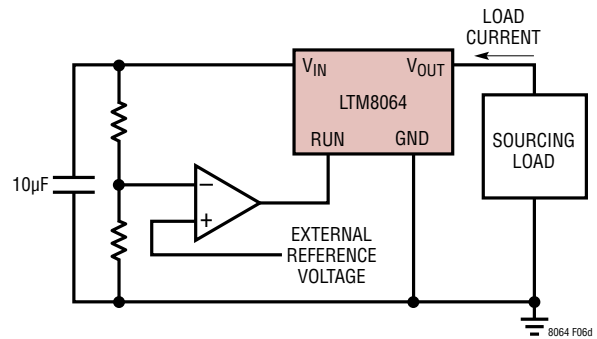 LOAD
CURRENT
VIN
VOUT
LTM8064
RUN
GND
SOURCING
LOAD
10µF
−
+
EXTERNAL
REFERENCE
VOLTAGE
8064 F06d